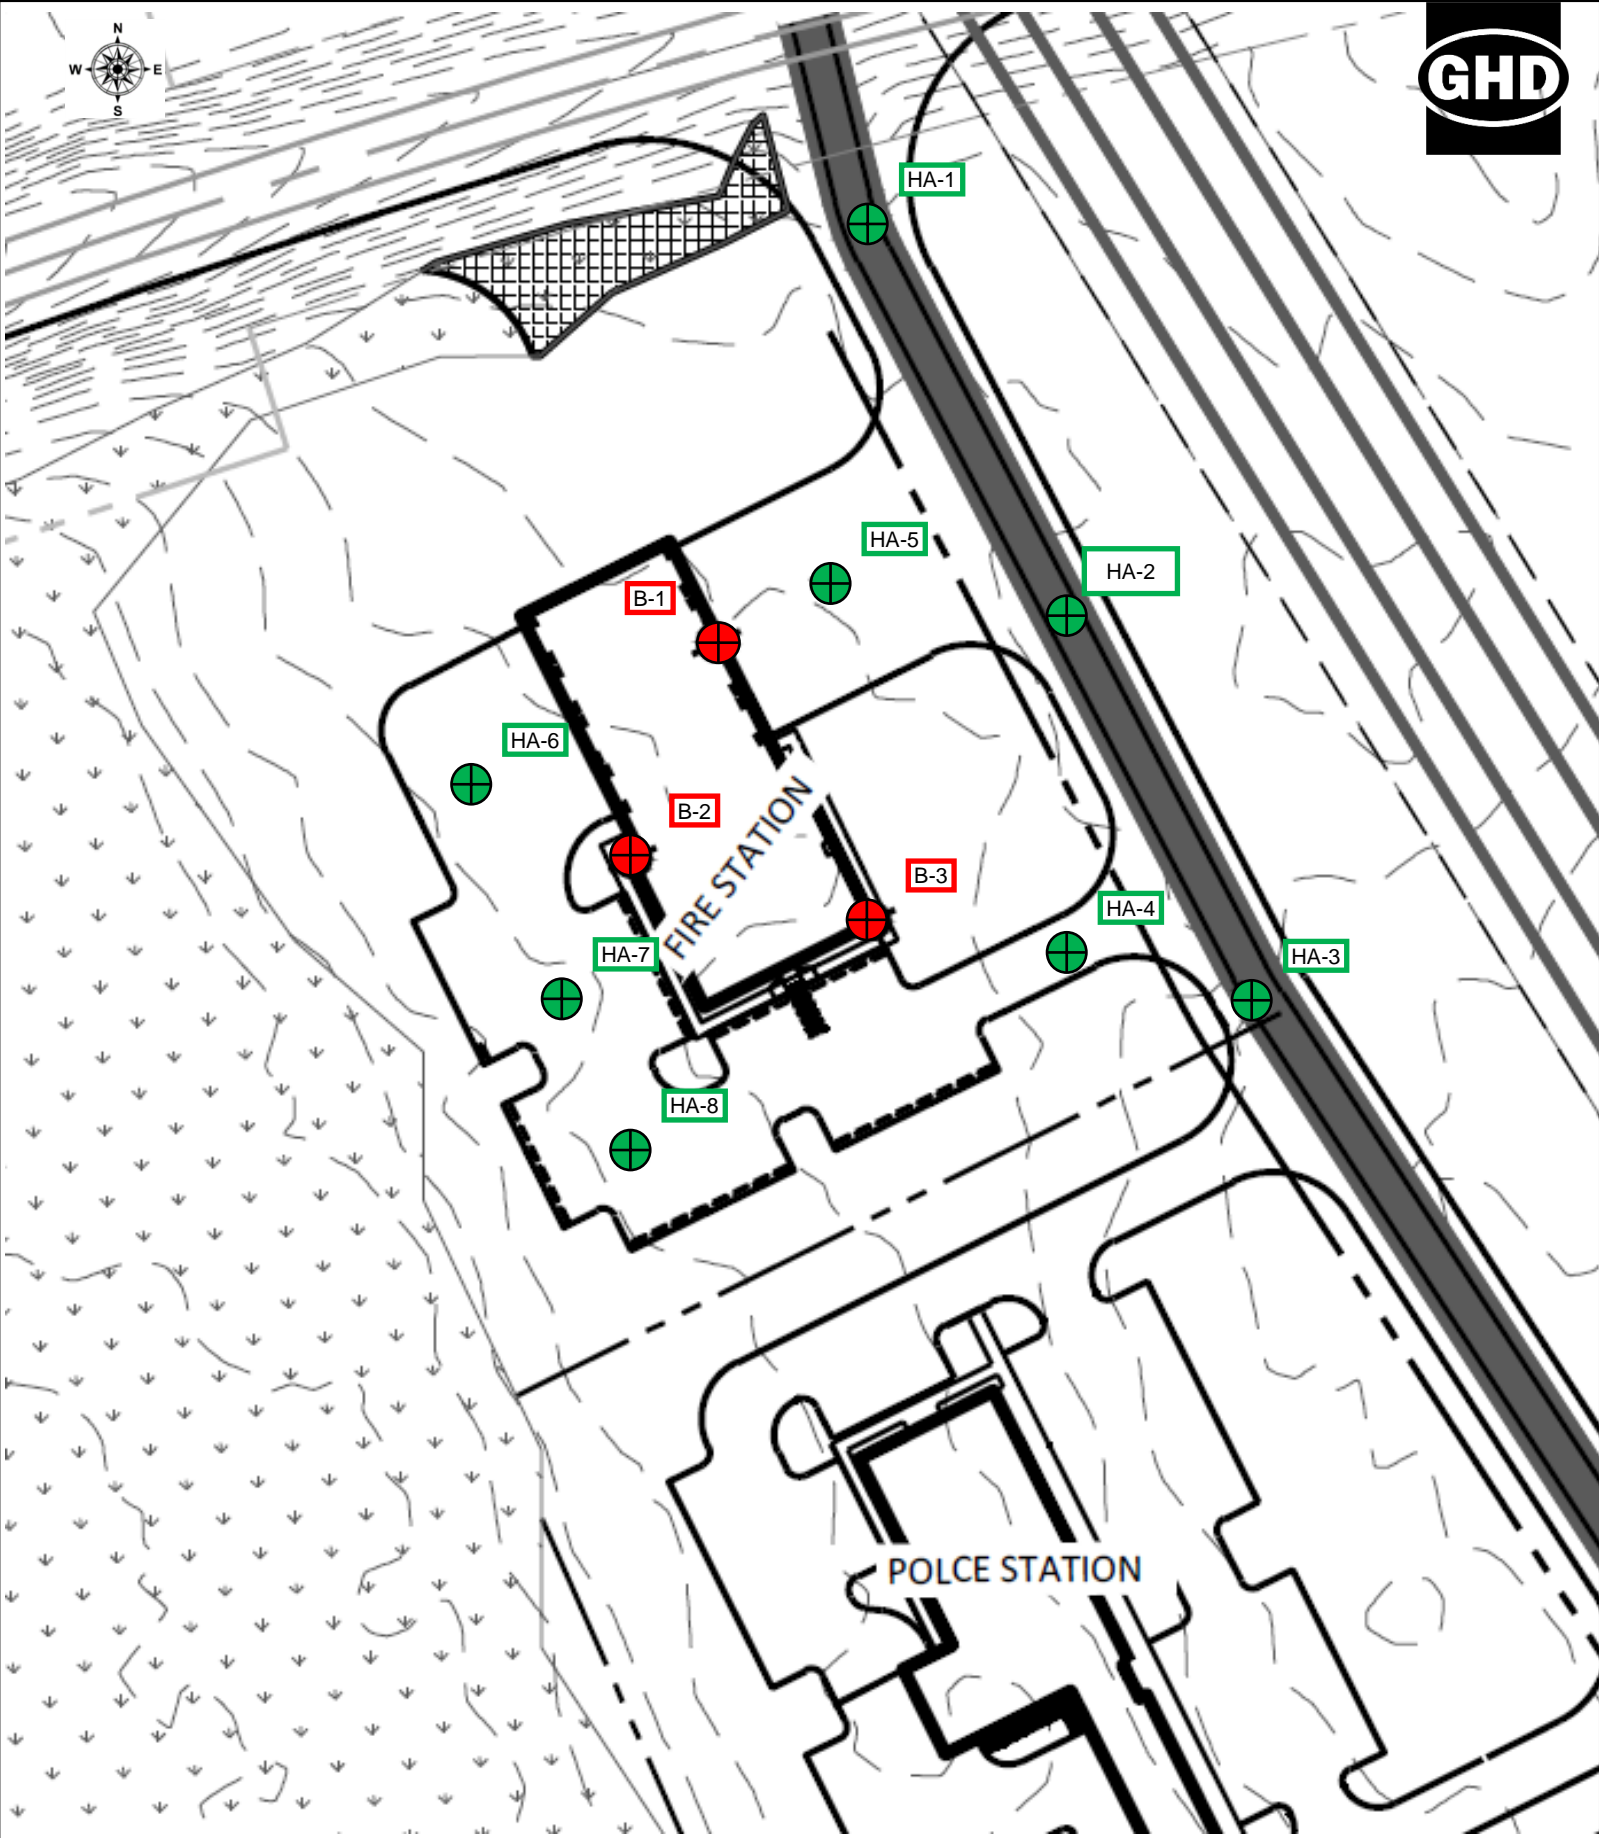 N
W E
S
GHD
HA-1
HA-5
HA-2
B-1
HA-6
B-2
FIRE STATION
B-3
HA-4
HA-7
HA-3
HA-8
POLCE STATION